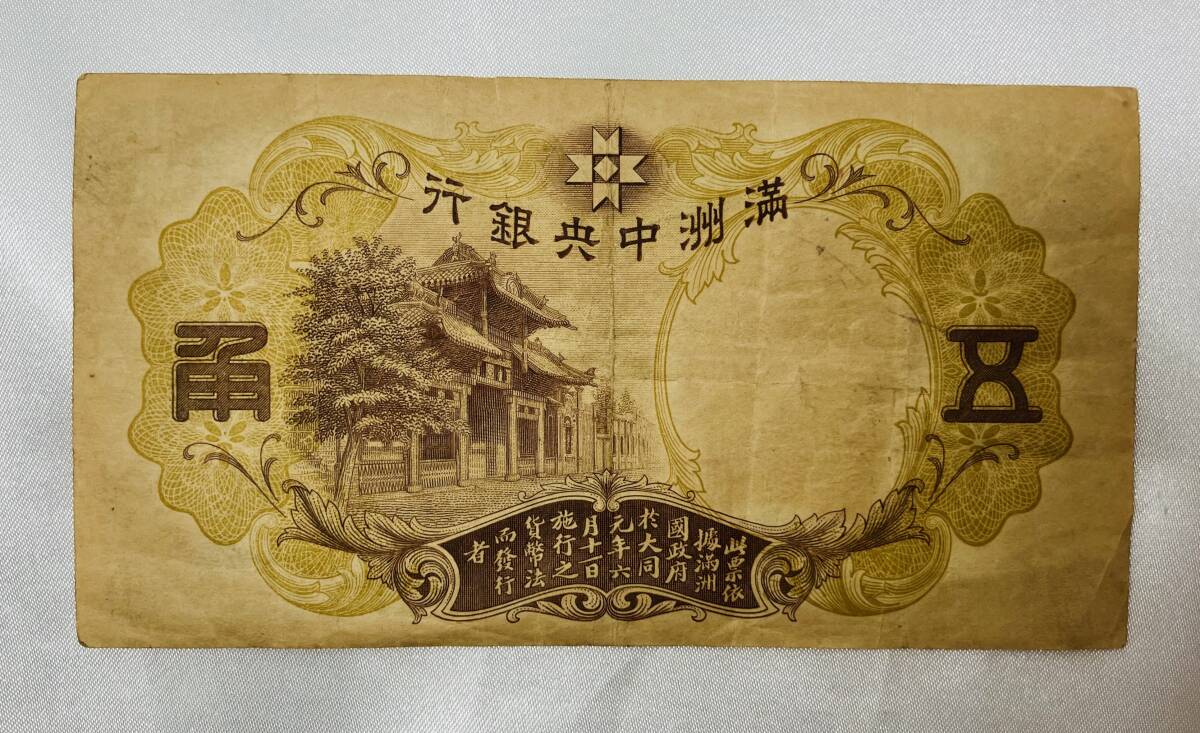 滿洲中央銀行
五角
此票依
據滿洲
國政府
於大同
元年六
月十一日
施行之
貨幣法
而發行
者